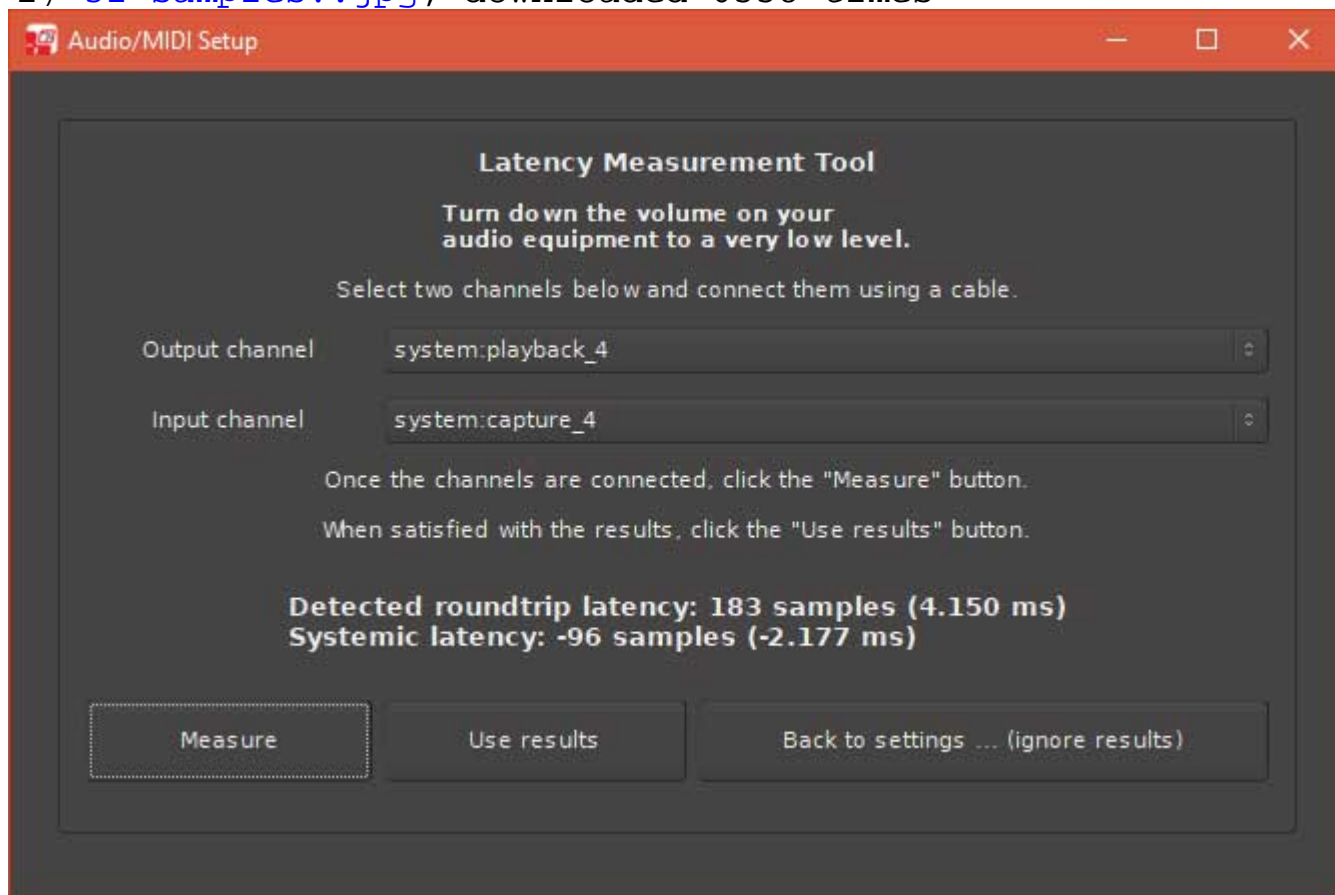 Audio/MIDI Setup
Latency Measurement Tool
Turn down the volume on your
audio equipment to a very low level.
Select two channels below and connect them using a cable.
Output channel system:playback_4
Input channel system:capture_4
Once the channels are connected, click the "Measure" button.
When satisfied with the results, click the "Use results" button.
Detected roundtrip latency: 183 samples (4.150 ms)
Systemic latency: -96 samples (-2.177 ms)
Measure Use results Back to settings ... (ignore results)